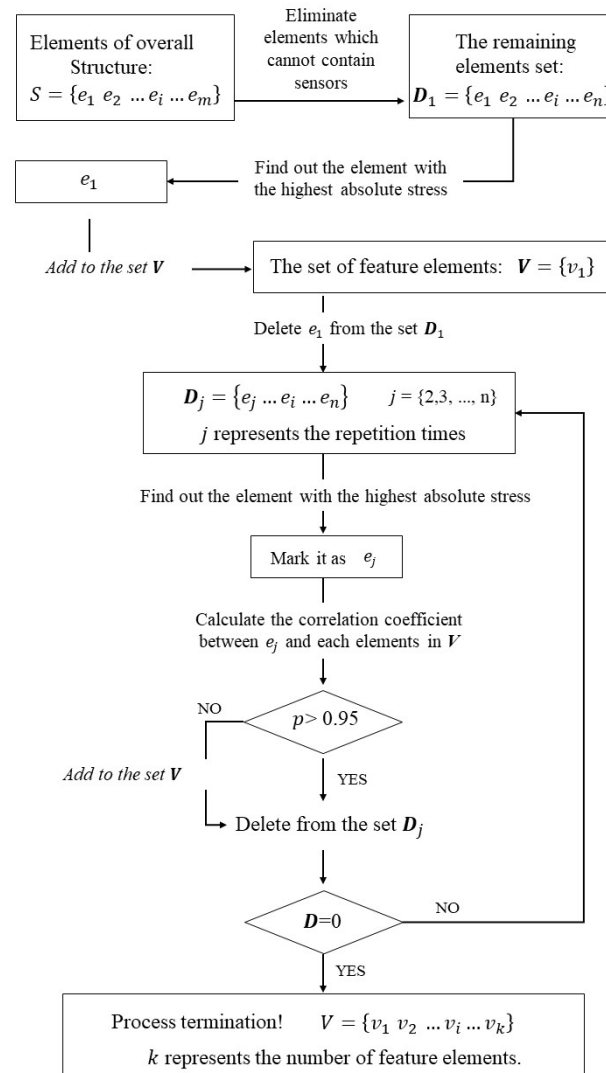 Elements of overall
Structure:
S = {e₁ e₂ … eᵢ … eₘ}
Eliminate
elements which
cannot contain
sensors
The remaining
elements set:
D₁ = {e₁ e₂ … eᵢ … eₙ}
Find out the element with
the highest absolute stress
e₁
Add to the set V
The set of feature elements: V = {v₁}
Delete e₁ from the set D₁
Dⱼ = {eⱼ … eᵢ … eₙ} j = {2,3, ..., n}
j represents the repetition times
Find out the element with the highest absolute stress
Mark it as eⱼ
Calculate the correlation coefficient
between eⱼ and each elements in V
p> 0.95
NO
YES
Add to the set V
Delete from the set Dⱼ
D=0
NO
YES
Process termination! V = {v₁ v₂ … vᵢ … vₖ}
k represents the number of feature elements.